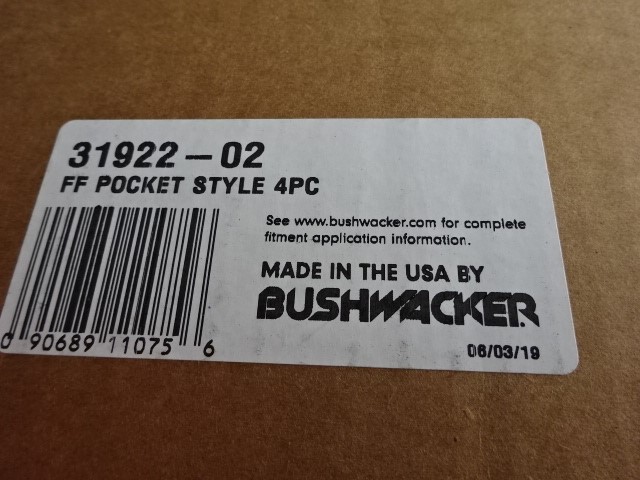 31922-02
FF POCKET STYLE 4PC
See www.bushwacker.com for complete
fitment application information.
MADE IN THE USA BY
BUSHWACKER
0 90689 11075 6
06/03/19